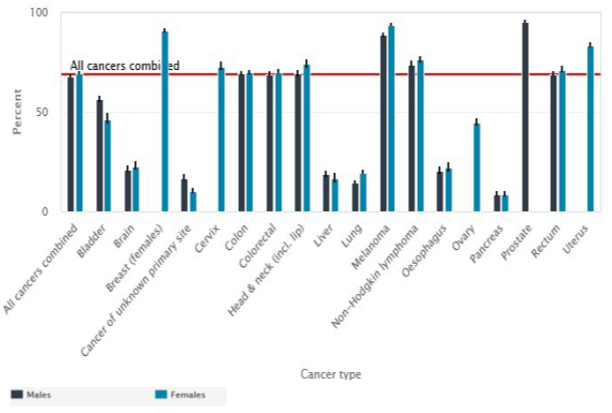 100
All cancers combined
Percent
50
0
All cancers combined
Bladder
Brain
Breast (females)
Cancer of unknown primary site
Cervix
Colon
Colorectal
Head & neck (incl. lip)
Liver
Lung
Melanoma
Non-Hodgkin lymphoma
Oesophagus
Ovary
Pancreas
Prostate
Rectum
Uterus
Cancer type
Males Females